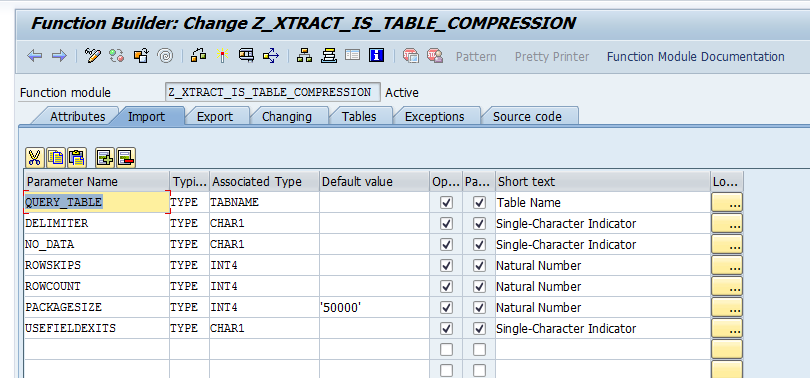 Function Builder: Change Z_XTRACT_IS_TABLE_COMPRESSION
Pattern Pretty Printer Function Module Documentation
Function module Z_XTRACT_IS_TABLE_COMPRESSION Active
Attributes Import Export Changing Tables Exceptions Source code
Parameter Name Typi... Associated Type Default value Op... Pa... Short text Lo...
QUERY_TABLE TYPE TABNAME Table Name ...
DELIMITER TYPE CHAR1 Single-Character Indicator ...
NO_DATA TYPE CHAR1 Single-Character Indicator ...
ROWSKIPS TYPE INT4 Natural Number ...
ROWCOUNT TYPE INT4 Natural Number ...
PACKAGESIZE TYPE INT4 '50000' Natural Number ...
USEFIELDEXITS TYPE CHAR1 Single-Character Indicator ...
...
...